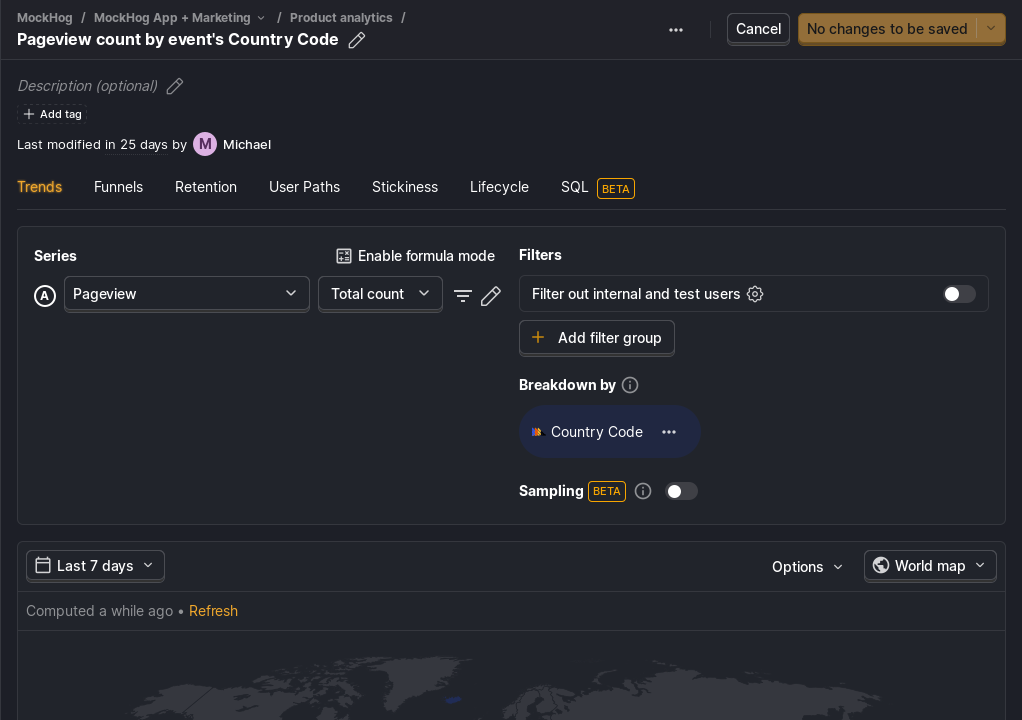 MockHog / MockHog App + Marketing / Product analytics /
Pageview count by event's Country Code
Cancel
No changes to be saved
Description (optional)
Add tag
Last modified in 25 days by M Michael
Trends Funnels Retention User Paths Stickiness Lifecycle SQL BETA
Series
Enable formula mode
A Pageview Total count
Filters
Filter out internal and test users
Add filter group
Breakdown by
Country Code
Sampling BETA
Last 7 days
Options
World map
Computed a while ago • Refresh